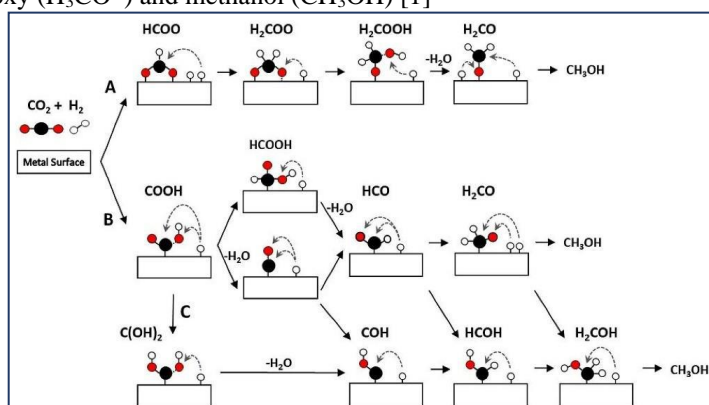 oxy (H₃CO*) and methanol (CH₃OH) [1]
HCOO H₂COO H₂COOH H₂CO
-H₂O
A
CH₃OH
CO₂ + H₂
Metal Surface
HCOOH
COOH HCO H₂CO
B
-H₂O
-H₂O
CH₃OH
C
C(OH)₂ COH HCOH H₂COH
-H₂O
CH₃OH